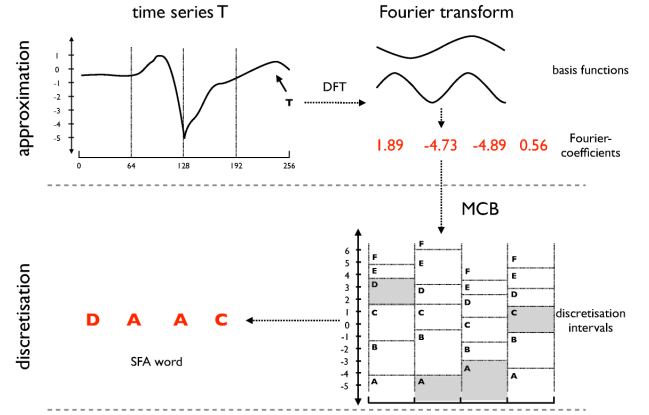 time series T
Fourier transform
approximation
1
0
-1
-1
-2
-3
-4
-5
0 64 128 192 256
T
DFT
basis functions
1.89 -4.73 -4.89 0.56
Fourier-
coefficients
MCB
discretisation
D A A C
SFA word
6
5
4
3
2
1
0
-1
-2
-3
-4
-5
F
E
D
C
B
A
F
E
D
C
B
A
F
E
D
C
B
A
F
E
D
C
B
A
discretisation
intervals